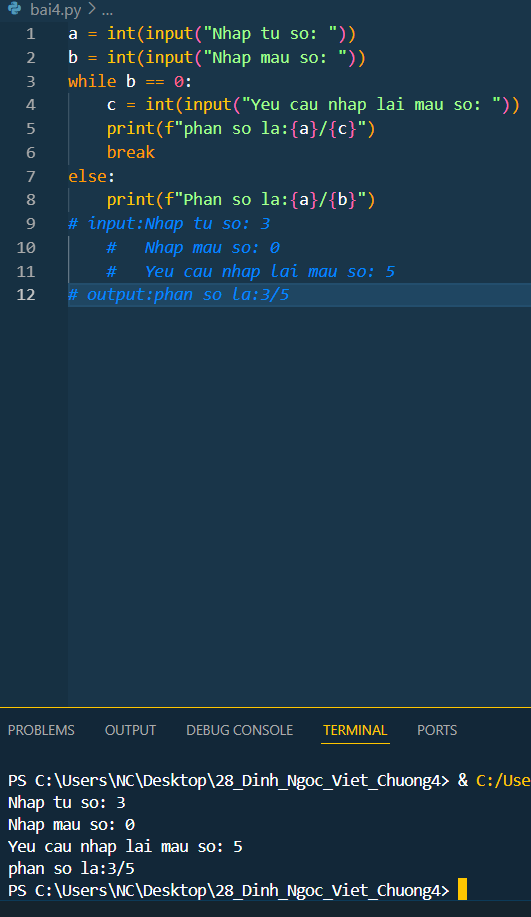 bai4.py > ...
1 a = int(input("Nhap tu so: "))
2 b = int(input("Nhap mau so: "))
3 while b == 0:
4     c = int(input("Yeu cau nhap lai mau so: "))
5     print(f"phan so la:{a}/{c}")
6     break
7 else:
8     print(f"Phan so la:{a}/{b}")
9 # input:Nhap tu so: 3
10     #   Nhap mau so: 0
11     #   Yeu cau nhap lai mau so: 5
12 # output:phan so la:3/5
PROBLEMS OUTPUT DEBUG CONSOLE TERMINAL PORTS
PS C:\Users\NC\Desktop\28_Dinh_Ngoc_Viet_Chuong4> & C:/Use
Nhap tu so: 3
Nhap mau so: 0
Yeu cau nhap lai mau so: 5
phan so la:3/5
PS C:\Users\NC\Desktop\28_Dinh_Ngoc_Viet_Chuong4>